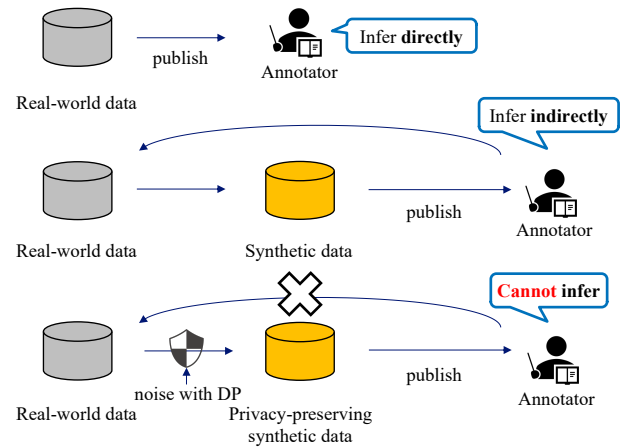 Infer directly
publish
Annotator
Real-world data
Infer indirectly
publish
Annotator
Real-world data
Synthetic data
Cannot infer
noise with DP
publish
Annotator
Real-world data
Privacy-preserving
synthetic data